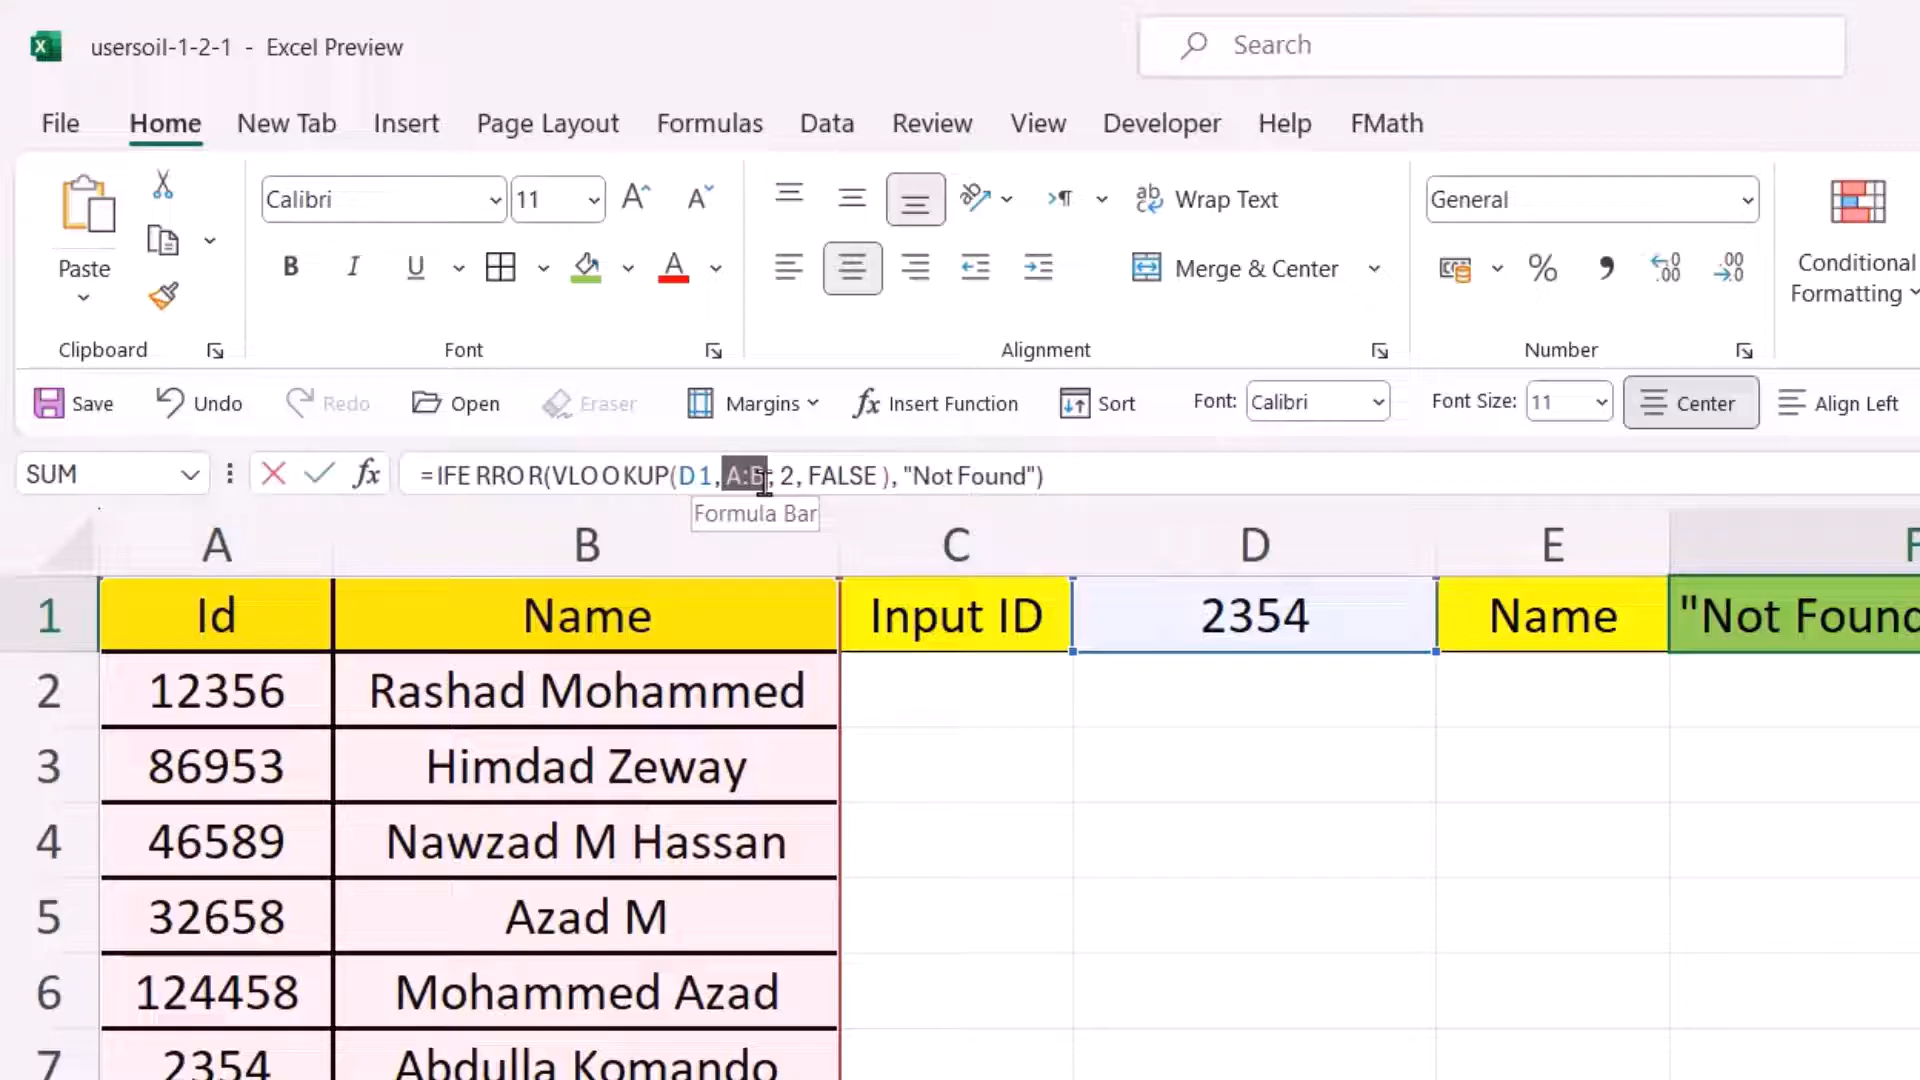 usersoil-1-2-1 - Excel Preview
Search
File Home New Tab Insert Page Layout Formulas Data Review View Developer Help FMath
Calibri 11 Wrap Text General
Paste B I U Merge & Center Conditional Formatting
Clipboard Font Alignment Number
Save Undo Redo Open Eraser Margins Insert Function Sort Font: Calibri Font Size: 11 Center Align Left
SUM fx =IFERROR(VLOOKUP(D1, A:B, 2, FALSE), "Not Found")
Formula Bar
A B C D E
1 Id Name Input ID 2354 Name "Not Found
2 12356 Rashad Mohammed
3 86953 Himdad Zeway
4 46589 Nawzad M Hassan
5 32658 Azad M
6 124458 Mohammed Azad
7 2354 Abdulla Komando